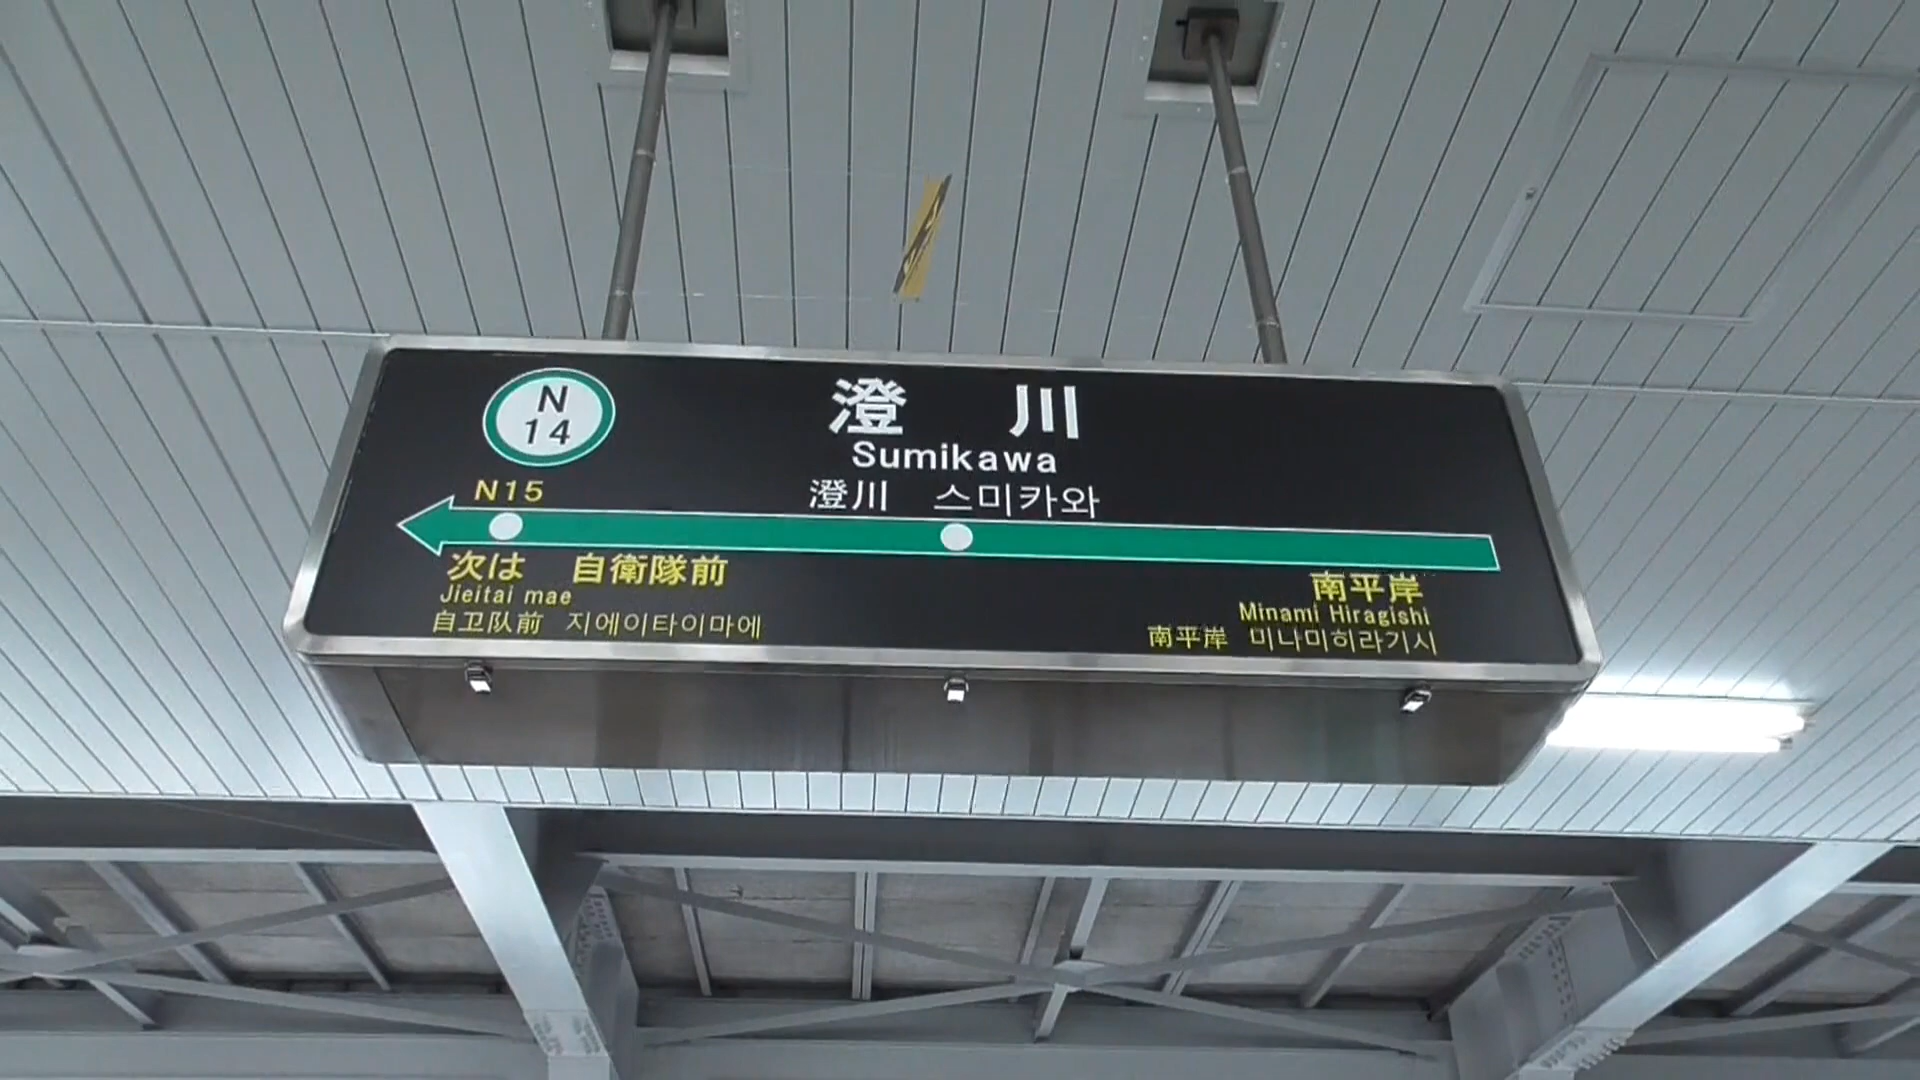 N
14
澄川
Sumikawa
澄川 스미카와
N15
次は 自衛隊前
Jieitai mae
自卫队前 지에이타이마에
南平岸
Minami Hiragishi
南平岸 미나미히라기시